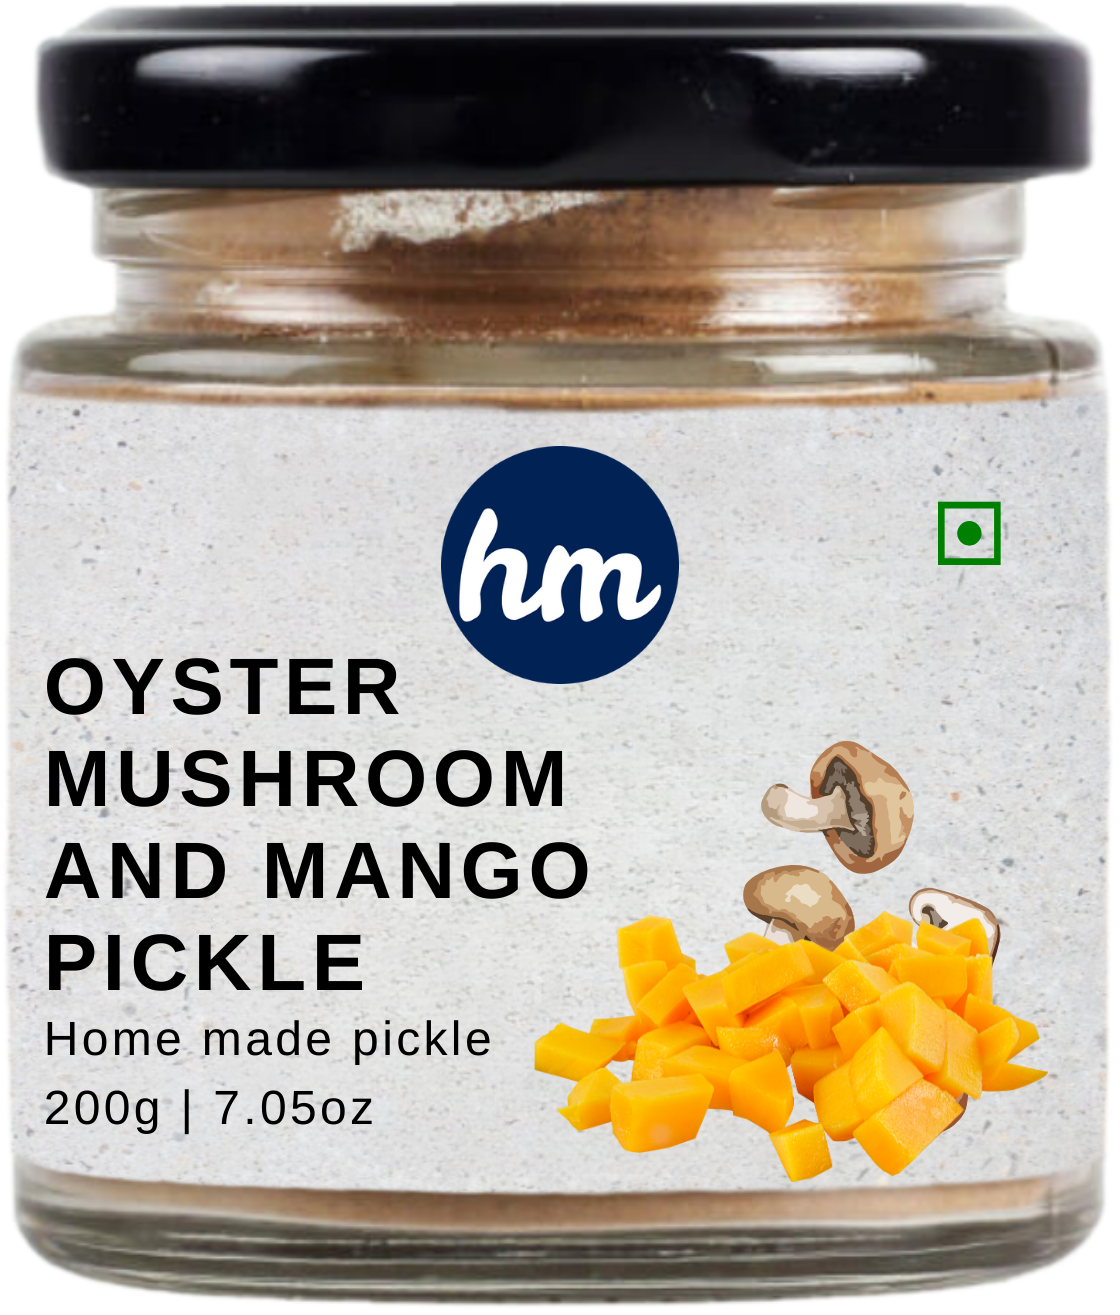 hm
OYSTER
MUSHROOM
AND MANGO
PICKLE
Home made pickle
200g | 7.05oz